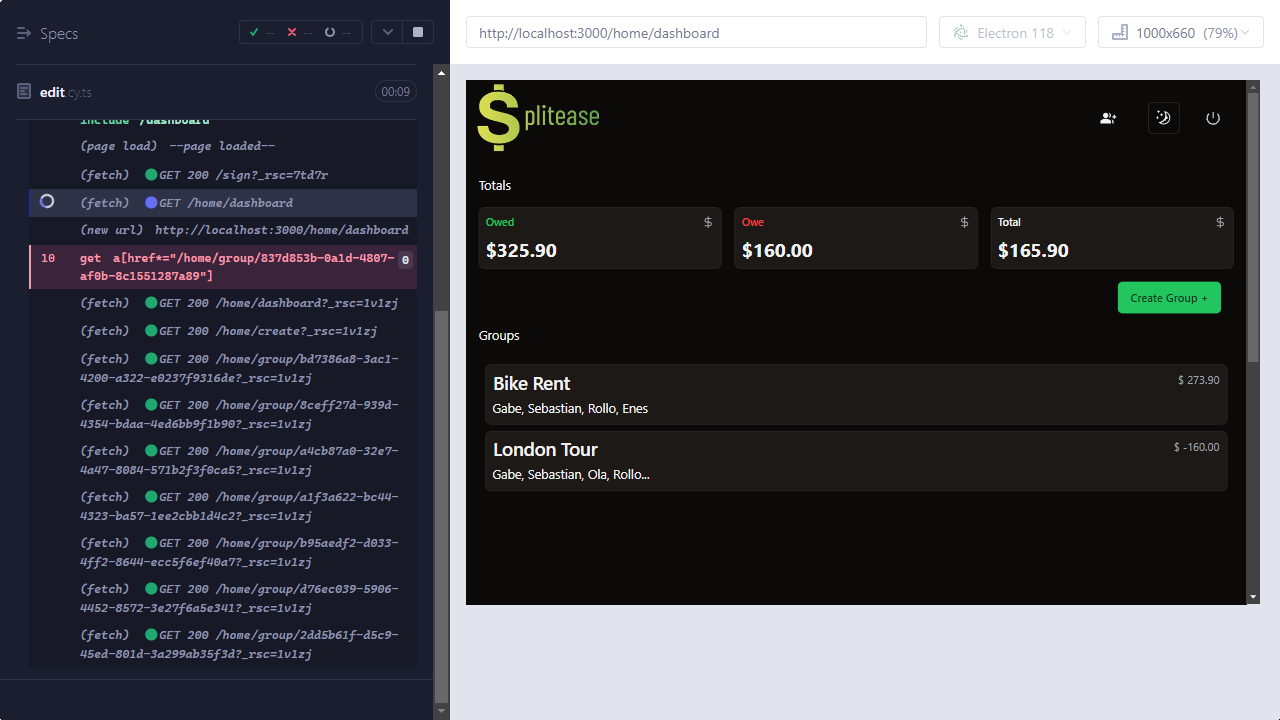 Specs
-- -- --
edit.cy.ts
00:09
include /dashboard
(page load) --page loaded--
(fetch) GET 200 /sign?_rsc=7td7r
(fetch) GET /home/dashboard
(new url) http://localhost:3000/home/dashboard
10 get a[href*="/home/group/837d853b-0a1d-4807-
af0b-8c1551287a89"] 0
(fetch) GET 200 /home/dashboard?_rsc=1v1zj
(fetch) GET 200 /home/create?_rsc=1v1zj
(fetch) GET 200 /home/group/bd7386a8-3ac1-
4200-a322-e0237f9316de?_rsc=1v1zj
(fetch) GET 200 /home/group/8ceff27d-939d-
4354-bdaa-4ed6bb9f1b90?_rsc=1v1zj
(fetch) GET 200 /home/group/a4cb87a0-32e7-
4a47-8084-571b2f3f0ca5?_rsc=1v1zj
(fetch) GET 200 /home/group/a1f3a622-bc44-
4323-ba57-1ee2cbb1d4c2?_rsc=1v1zj
(fetch) GET 200 /home/group/b95aedf2-d033-
4ff2-8644-ecc5f6ef40a7?_rsc=1v1zj
(fetch) GET 200 /home/group/d76ec039-5906-
4452-8572-3e27f6a5e341?_rsc=1v1zj
(fetch) GET 200 /home/group/2dd5b61f-d5c9-
45ed-801d-3a299ab35f3d?_rsc=1v1zj
http://localhost:3000/home/dashboard
Electron 118
1000x660 (79%)
$plitease
Totals
Owed $
$325.90
Owe $
$160.00
Total $
$165.90
Create Group +
Groups
Bike Rent
$ 273.90
Gabe, Sebastian, Rollo, Enes
London Tour
$ -160.00
Gabe, Sebastian, Ola, Rollo...